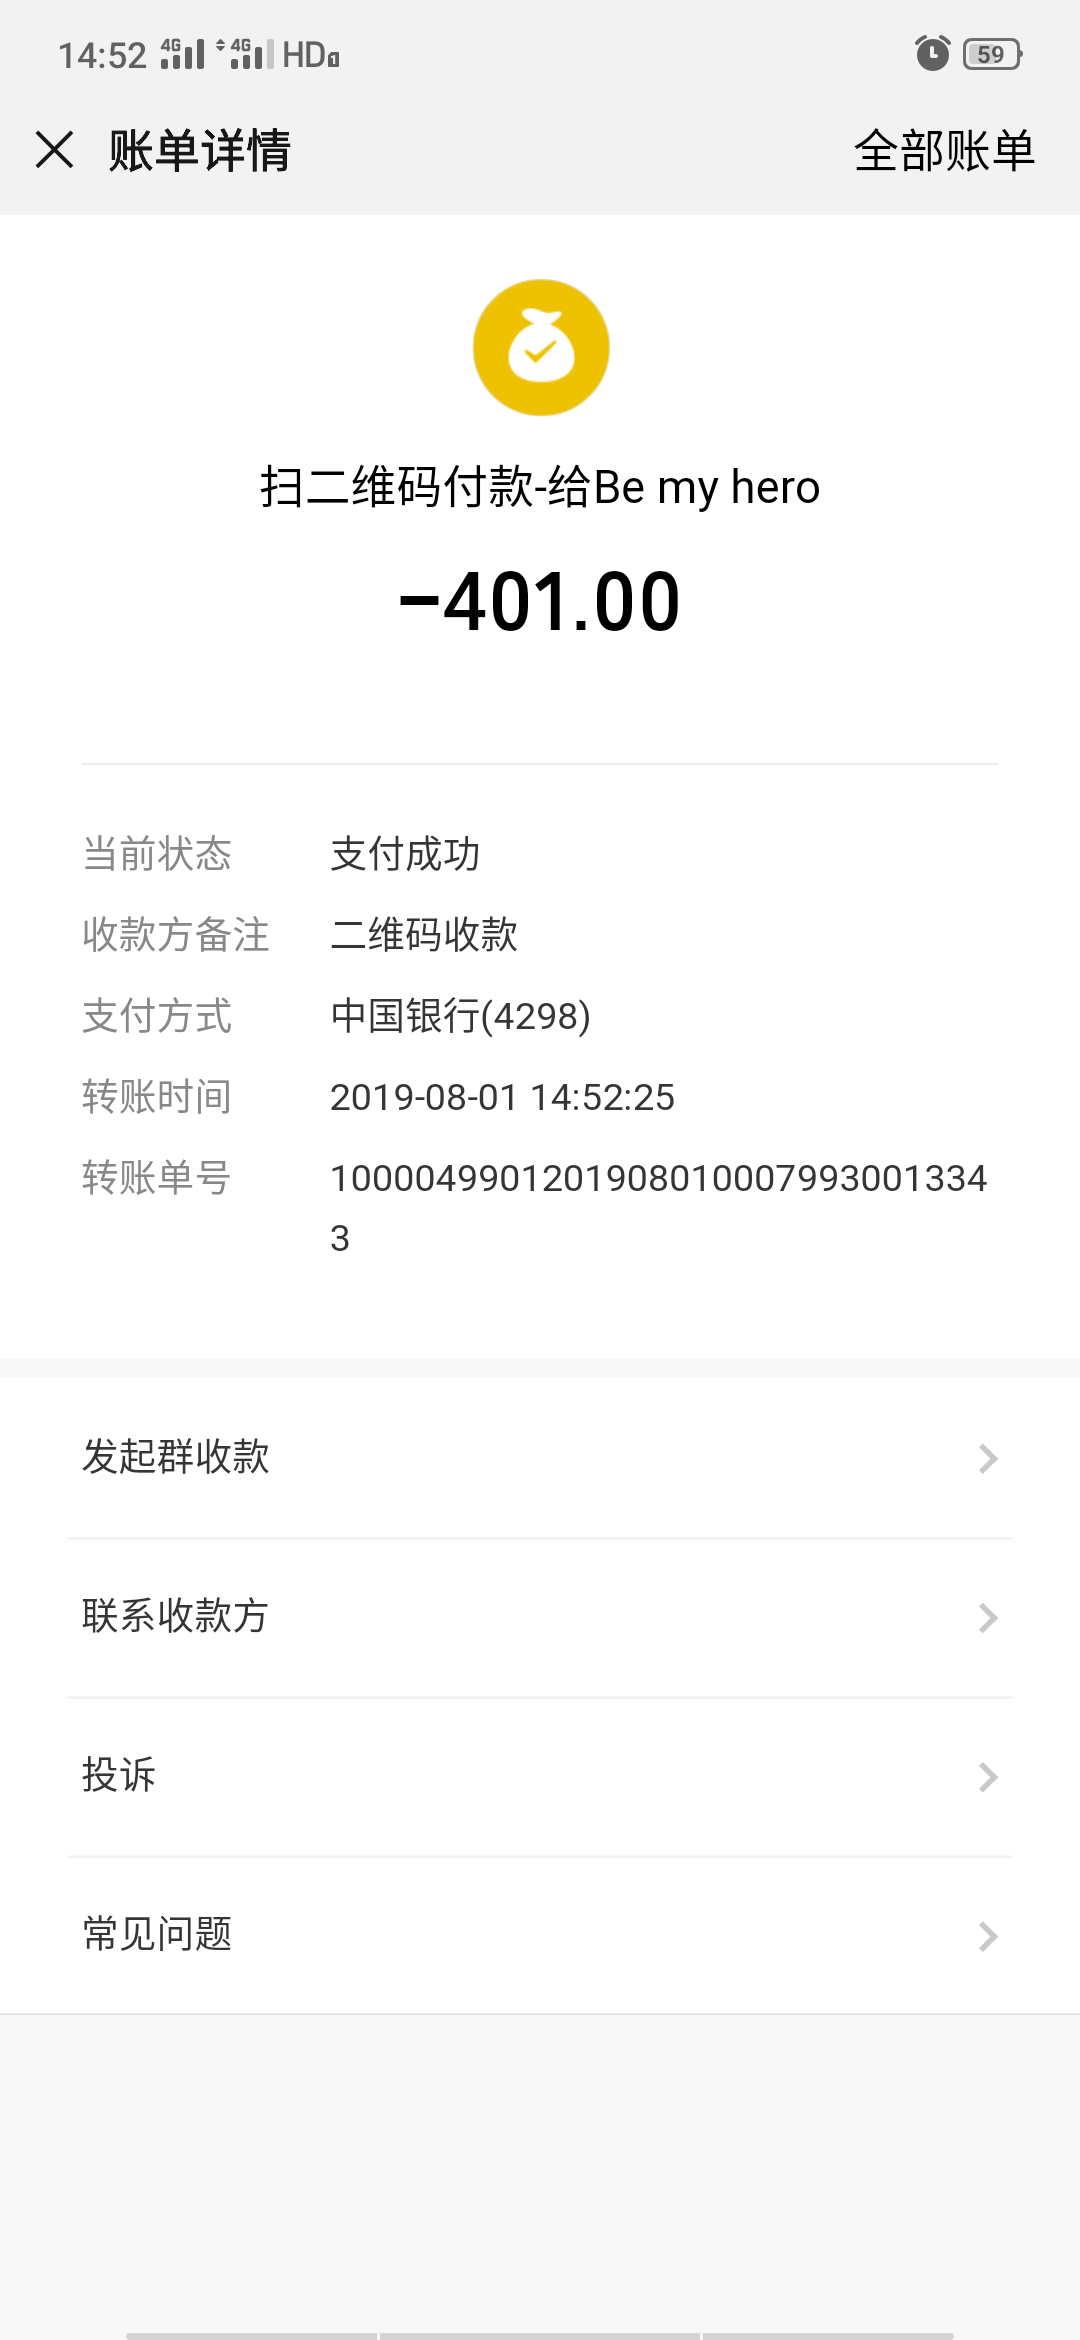 14:52 4G 4G HD1 59
账单详情 全部账单
扫二维码付款-给Be my hero
-401.00
当前状态 支付成功
收款方备注 二维码收款
支付方式 中国银行(4298)
转账时间 2019-08-01 14:52:25
转账单号 1000049901201908010007993001334
3
发起群收款
联系收款方
投诉
常见问题